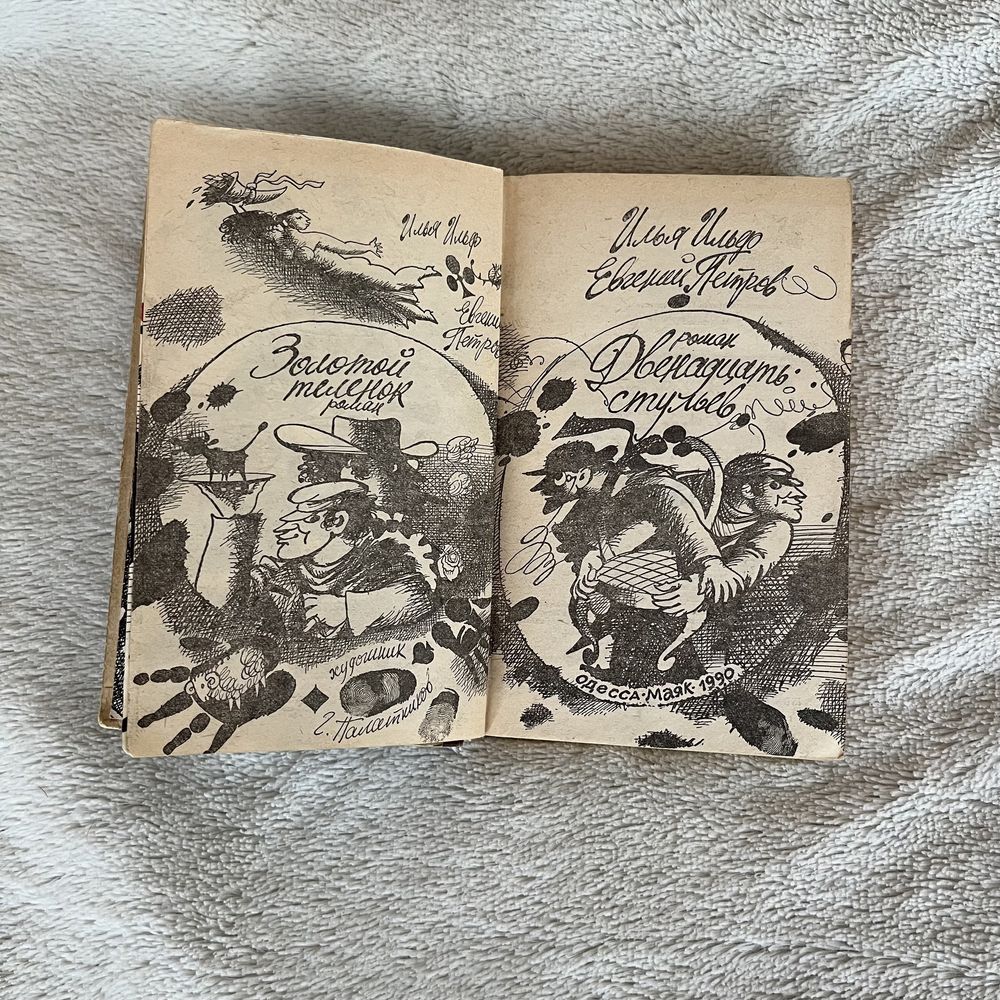 Илья Ильф
Евгений
Петров
Золотой
теленок
роман
художник
Г. Палатников
Илья Ильф
Евгений Петров
роман
Двенадцать
стульев
ОДЕССА·МАЯК·1990